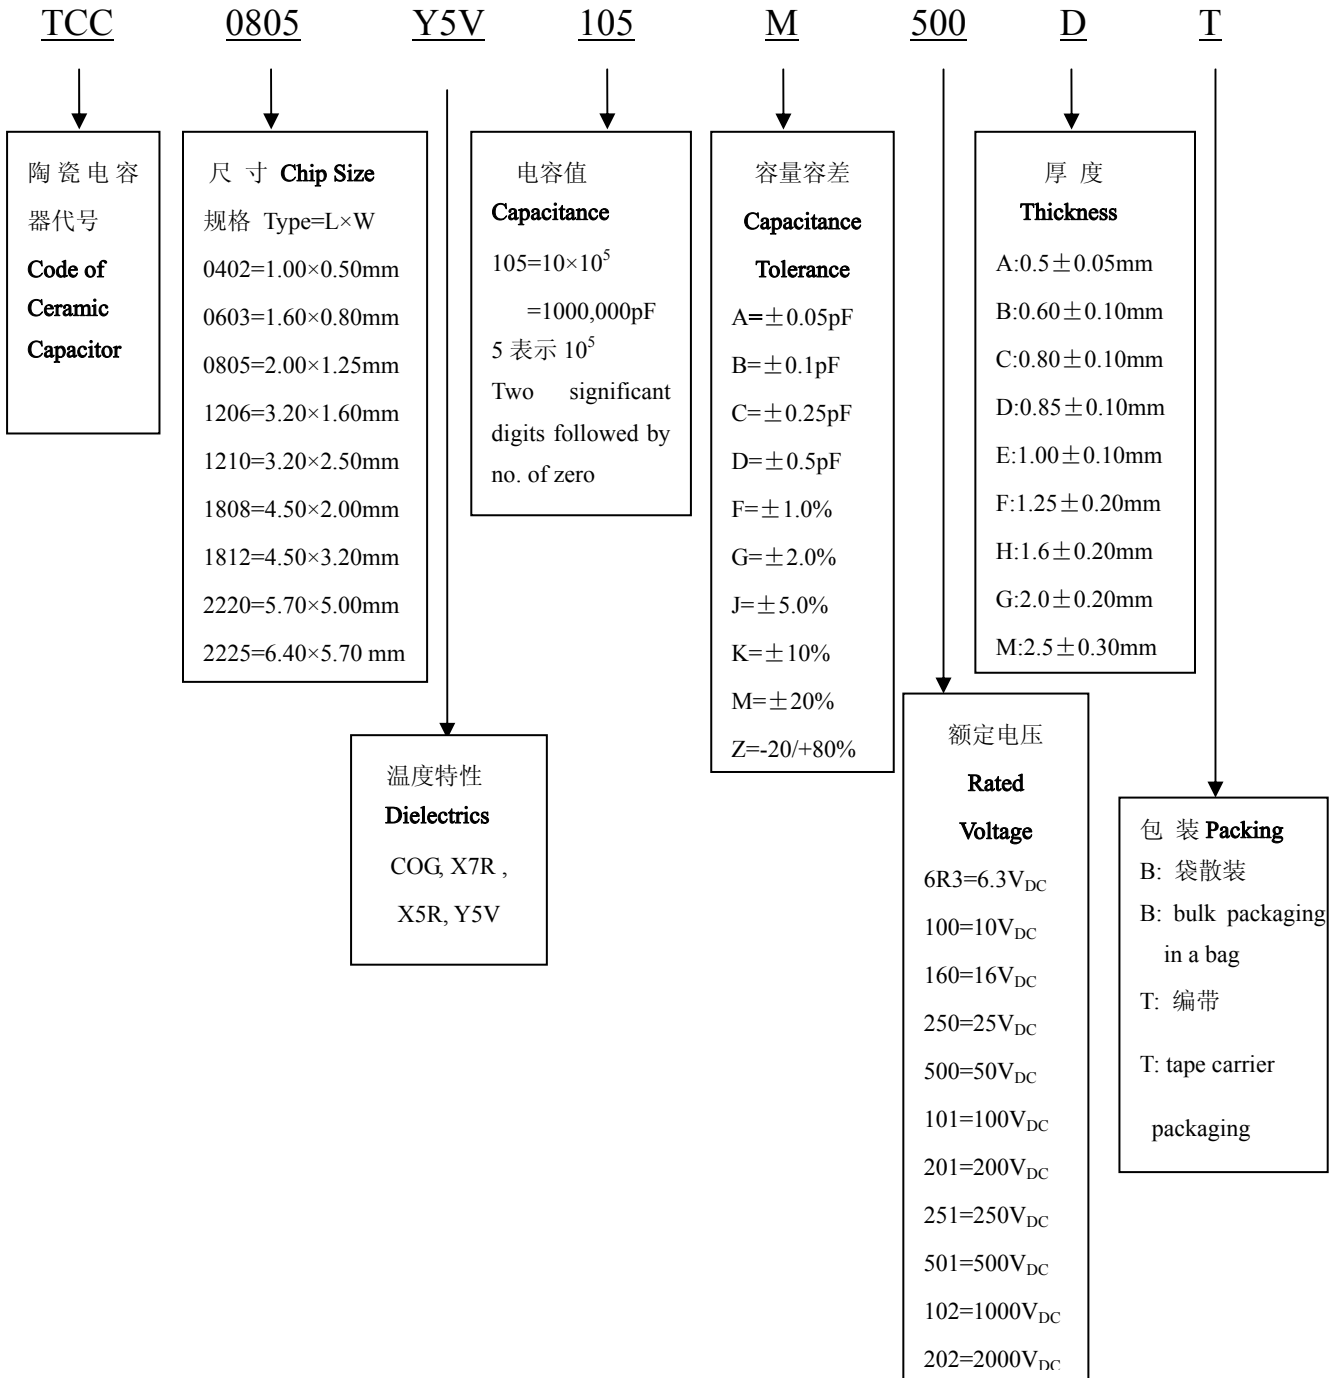 TCC 0805 Y5V 105 M 500 D T
陶瓷电容
器代号
Code of
Ceramic
Capacitor
尺 寸 Chip Size
规格 Type=L×W
0402=1.00×0.50mm
0603=1.60×0.80mm
0805=2.00×1.25mm
1206=3.20×1.60mm
1210=3.20×2.50mm
1808=4.50×2.00mm
1812=4.50×3.20mm
2220=5.70×5.00mm
2225=6.40×5.70 mm
温度特性
Dielectrics
COG, X7R ,
X5R, Y5V
电容值
Capacitance
105=10×10⁵
=1000,000pF
5 表示 10⁵
Two significant
digits followed by
no. of zero
容量容差
Capacitance
Tolerance
A=±0.05pF
B=±0.1pF
C=±0.25pF
D=±0.5pF
F=±1.0%
G=±2.0%
J=±5.0%
K=±10%
M=±20%
Z=-20/+80%
额定电压
Rated
Voltage
6R3=6.3V_DC
100=10V_DC
160=16V_DC
250=25V_DC
500=50V_DC
101=100V_DC
201=200V_DC
251=250V_DC
501=500V_DC
102=1000V_DC
202=2000V_DC
厚 度
Thickness
A:0.5±0.05mm
B:0.60±0.10mm
C:0.80±0.10mm
D:0.85±0.10mm
E:1.00±0.10mm
F:1.25±0.20mm
H:1.6±0.20mm
G:2.0±0.20mm
M:2.5±0.30mm
包 装 Packing
B: 袋散装
B: bulk packaging
in a bag
T: 编带
T: tape carrier
packaging